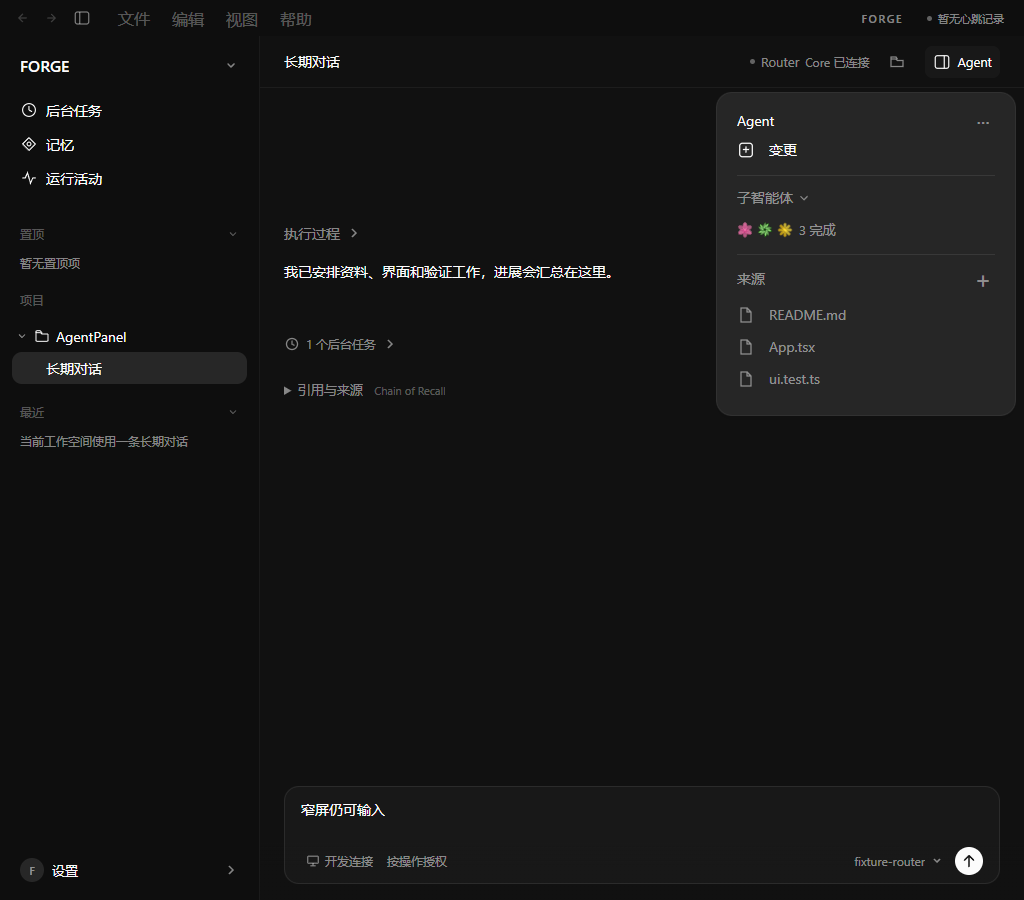 文件 编辑 视图 帮助 FORGE 暂无心跳记录
FORGE
后台任务
记忆
运行活动
置顶
暂无置顶项
项目
AgentPanel
长期对话
最近
当前工作空间使用一条长期对话
F 设置
长期对话 Router Core 已连接 Agent
执行过程
我已安排资料、界面和验证工作，进展会汇总在这里。
1 个后台任务
引用与来源 Chain of Recall
Agent
变更
子智能体
3 完成
来源
README.md
App.tsx
ui.test.ts
窄屏仍可输入
开发连接 按操作授权 fixture-router